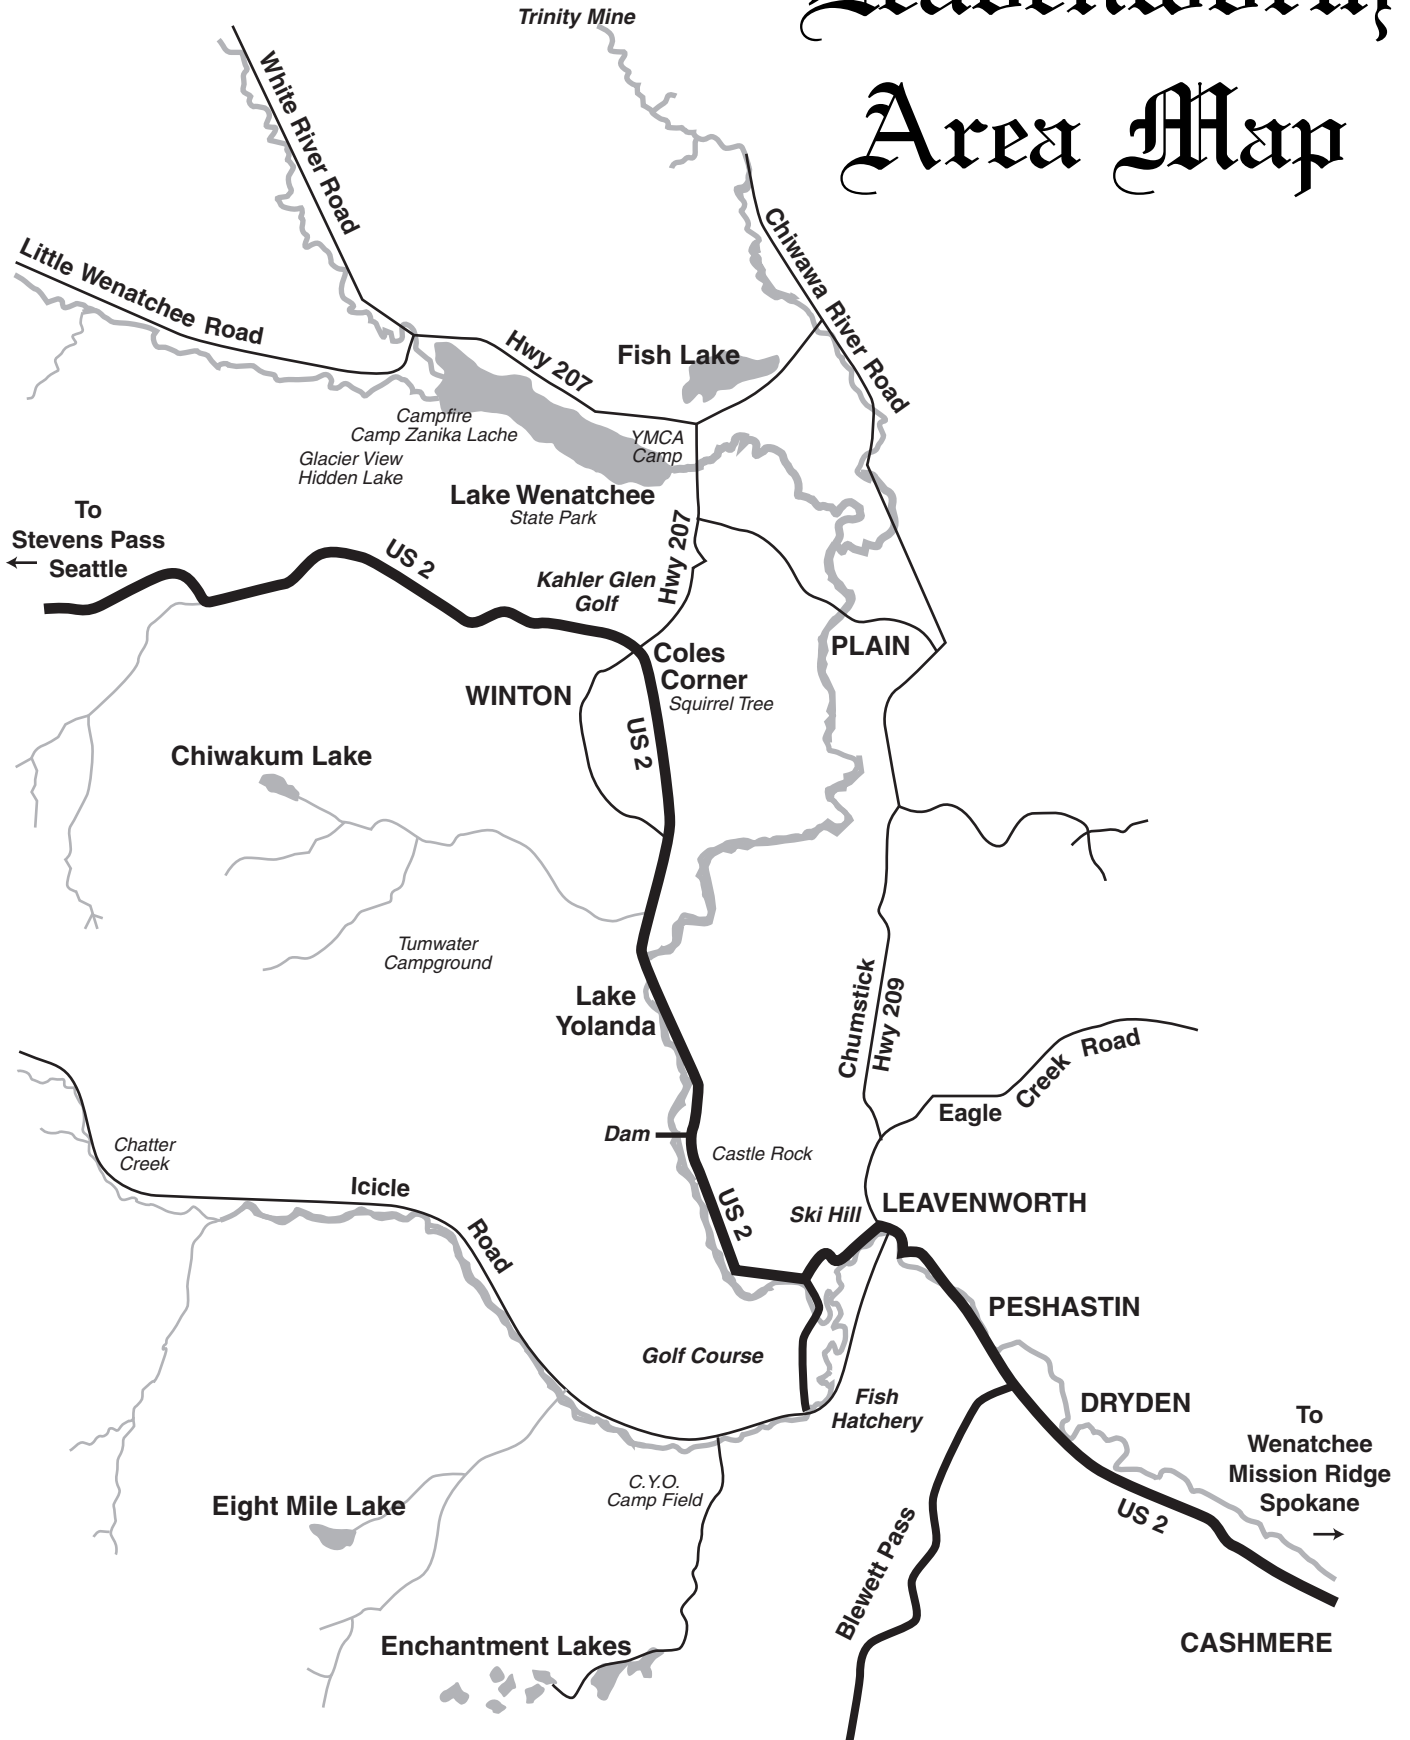 Trinity Mine
Leavenworth
Area Map
White River Road
Little Wenatchee Road
Chiwawa River Road
Hwy 207
Fish Lake
Campfire
Camp Zanika Lache
YMCA
Camp
Glacier View
Hidden Lake
Lake Wenatchee
State Park
To
Stevens Pass
Seattle
US 2
Hwy 207
Kahler Glen
Golf
PLAIN
Coles
Corner
Squirrel Tree
WINTON
US 2
Chiwakum Lake
Tumwater
Campground
Lake
Yolanda
Chumstick
Hwy 209
Eagle Creek Road
Dam
Castle Rock
Chatter
Creek
Icicle Road
US 2
Ski Hill
LEAVENWORTH
PESHASTIN
Golf Course
Fish
Hatchery
DRYDEN
To
Wenatchee
Mission Ridge
Spokane
C.Y.O.
Camp Field
Eight Mile Lake
US 2
Blewett Pass
Enchantment Lakes
CASHMERE